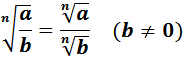 ⁿ√(a/b) = ⁿ√a / ⁿ√b (b ≠ 0)